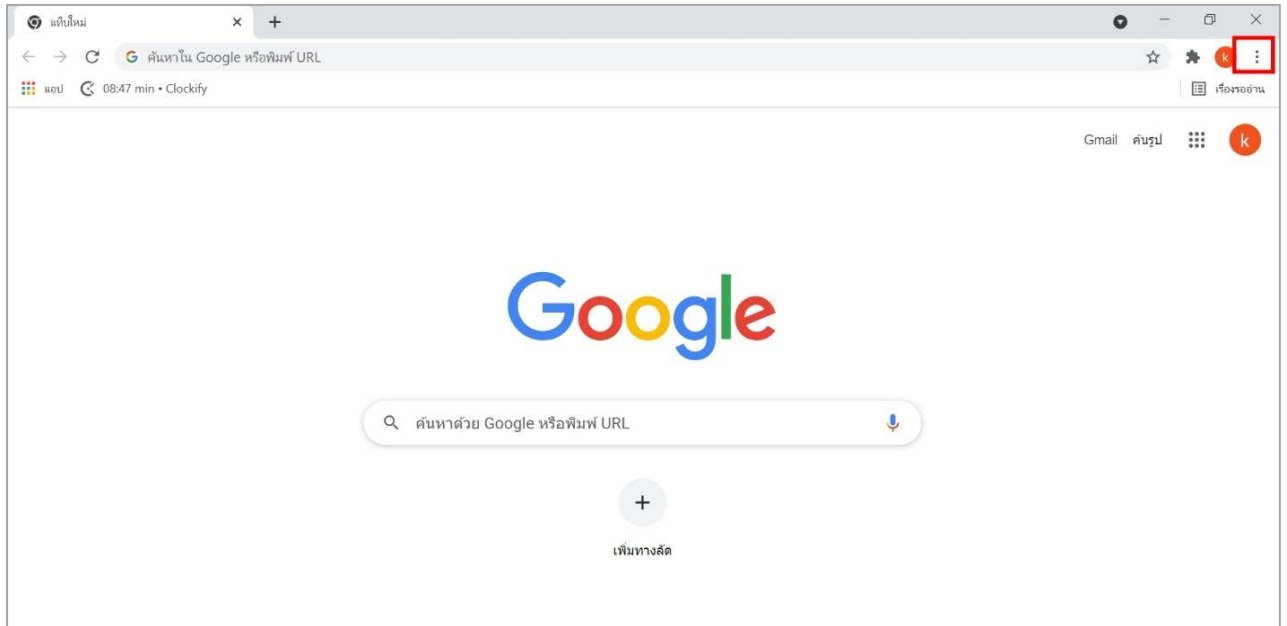 แท็บใหม่
ค้นหาใน Google หรือพิมพ์ URL
k
แอป 08:47 min • Clockify เรื่องรออ่าน
Gmail ค้นรูป k
Google
ค้นหาด้วย Google หรือพิมพ์ URL
เพิ่มทางลัด